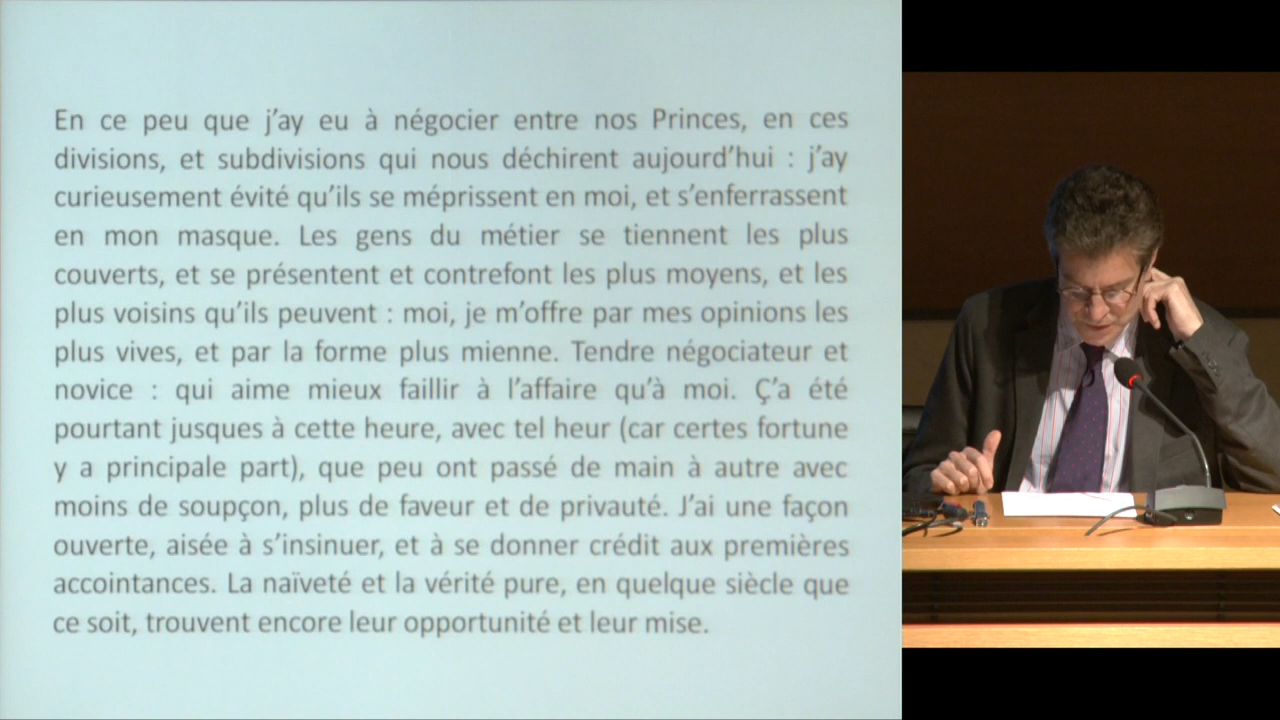 En ce peu que j’ay eu à négocier entre nos Princes, en ces
divisions, et subdivisions qui nous déchirent aujourd’hui : j’ay
curieusement évité qu’ils se méprissent en moi, et s’enferrassent
en mon masque. Les gens du métier se tiennent les plus
couverts, et se présentent et contrefont les plus moyens, et les
plus voisins qu’ils peuvent : moi, je m’offre par mes opinions les
plus vives, et par la forme plus mienne. Tendre négociateur et
novice : qui aime mieux faillir à l’affaire qu’à moi. Ç’a été
pourtant jusques à cette heure, avec tel heur (car certes fortune
y a principale part), que peu ont passé de main à autre avec
moins de soupçon, plus de faveur et de privauté. J’ai une façon
ouverte, aisée à s’insinuer, et à se donner crédit aux premières
accointances. La naïveté et la vérité pure, en quelque siècle que
ce soit, trouvent encore leur opportunité et leur mise.